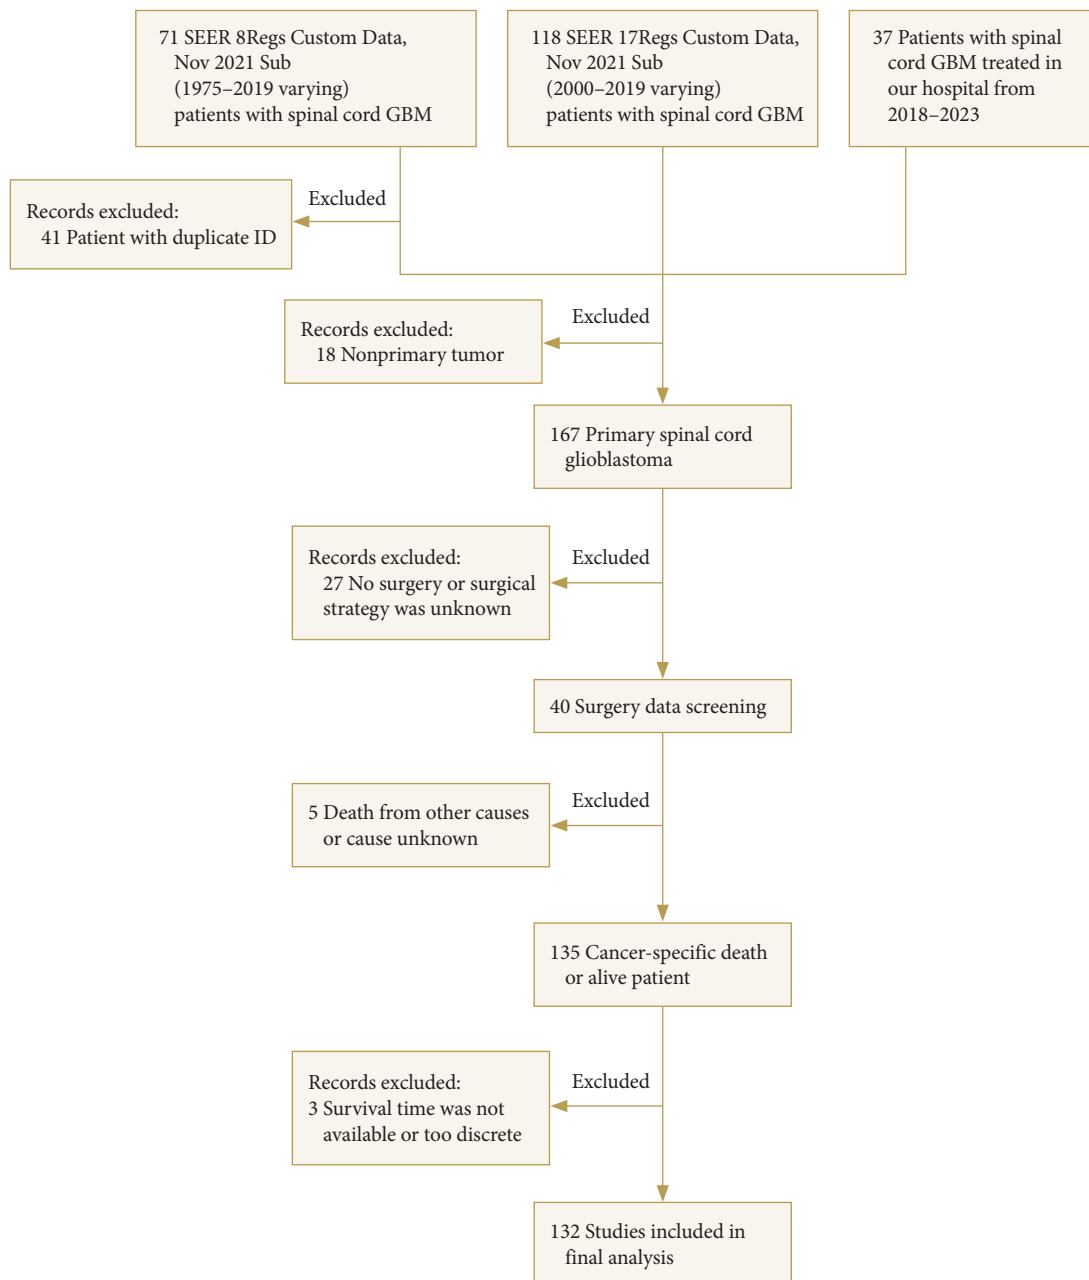 71 SEER 8Regs Custom Data,
Nov 2021 Sub
(1975–2019 varying)
patients with spinal cord GBM
118 SEER 17Regs Custom Data,
Nov 2021 Sub
(2000–2019 varying)
patients with spinal cord GBM
37 Patients with spinal
cord GBM treated in
our hospital from
2018–2023
Excluded
Records excluded:
41 Patient with duplicate ID
Excluded
Records excluded:
18 Nonprimary tumor
167 Primary spinal cord
glioblastoma
Excluded
Records excluded:
27 No surgery or surgical
strategy was unknown
40 Surgery data screening
Excluded
5 Death from other causes
or cause unknown
135 Cancer-specific death
or alive patient
Excluded
Records excluded:
3 Survival time was not
available or too discrete
132 Studies included in
final analysis